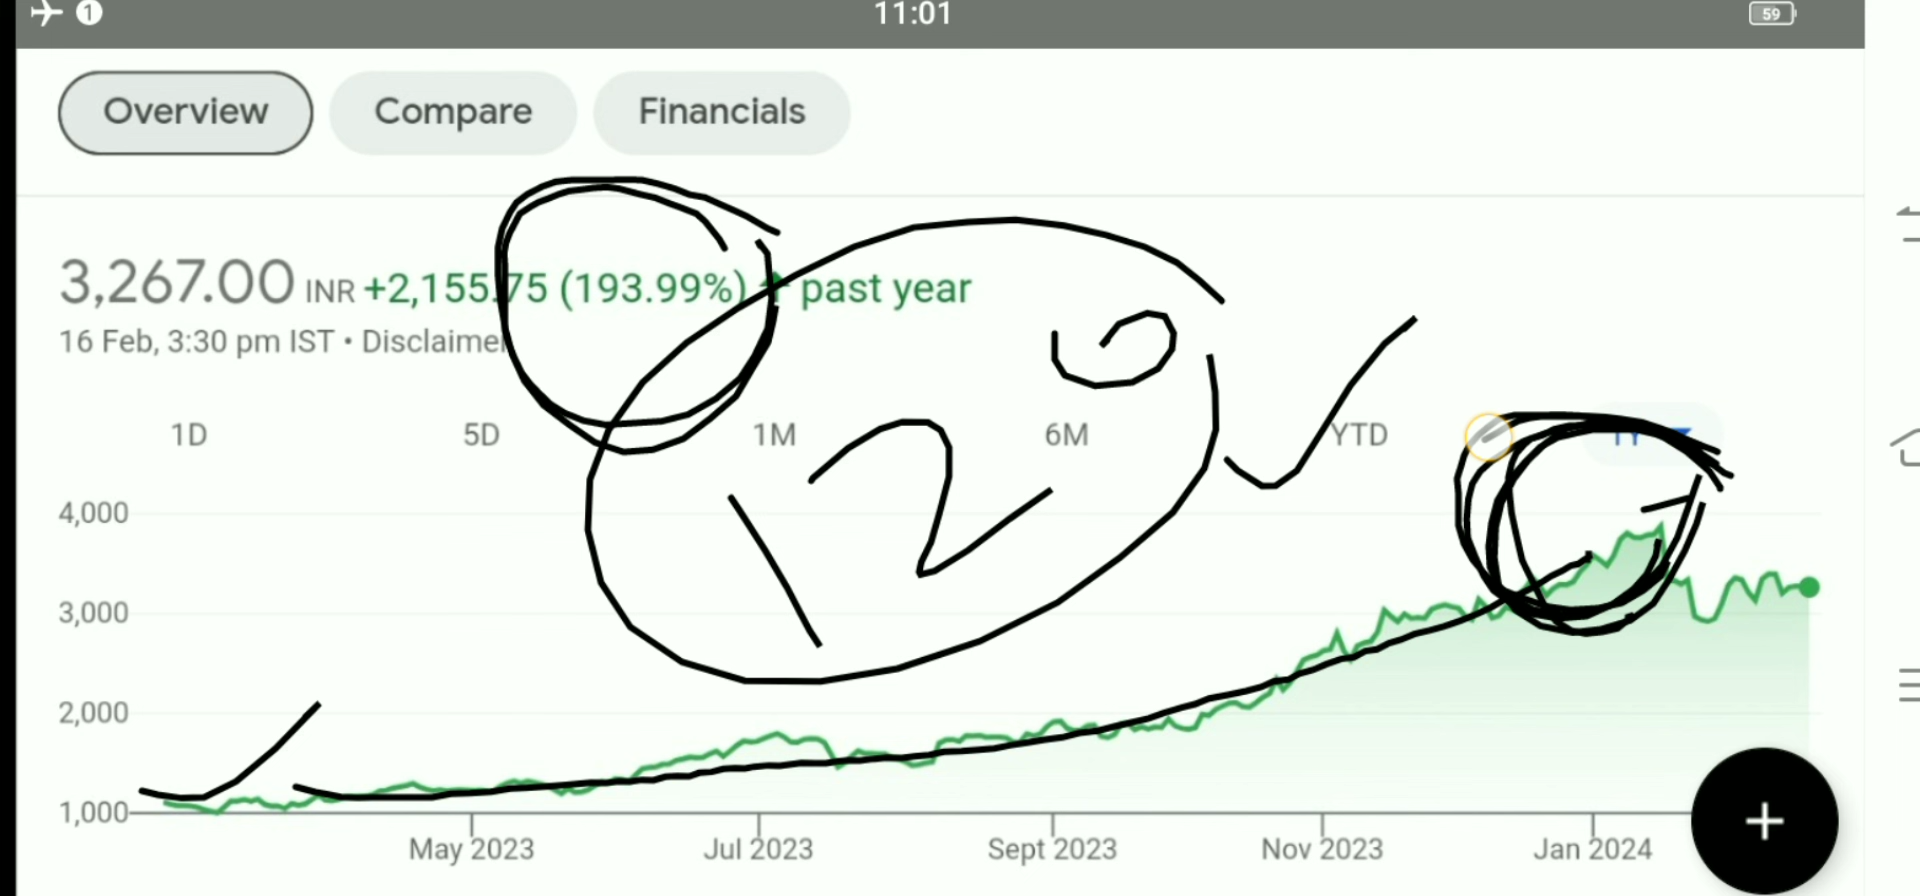 11:01
59
Overview Compare Financials
3,267.00 INR +2,155.75 (193.99%) ↑ past year
16 Feb, 3:30 pm IST • Disclaimer
1D 5D 1M 6M YTD 1Y
4,000
3,000
2,000
1,000
May 2023 Jul 2023 Sept 2023 Nov 2023 Jan 2024
12